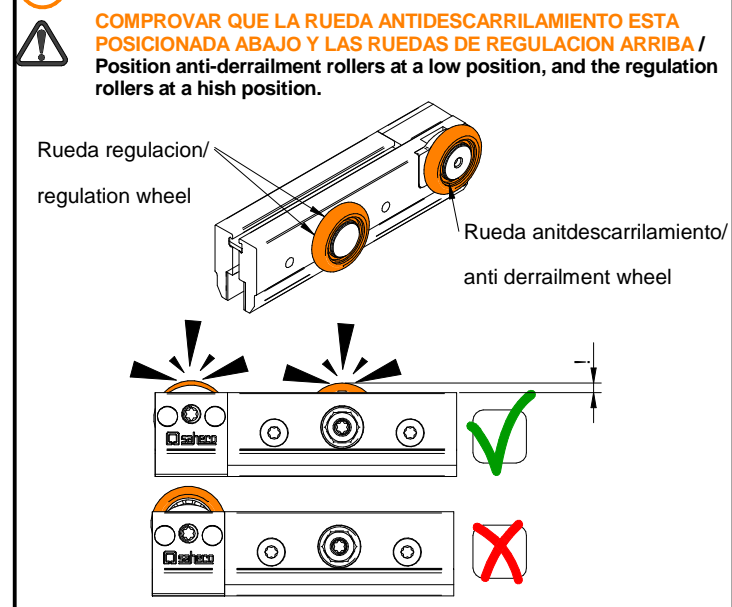 COMPROVAR QUE LA RUEDA ANTIDESCARRILAMIENTO ESTA
POSICIONADA ABAJO Y LAS RUEDAS DE REGULACION ARRIBA /
Position anti-derrailment rollers at a low position, and the regulation
rollers at a hish position.
Rueda regulacion/
regulation wheel
Rueda anitdescarrilamiento/
anti derrailment wheel
saheco
saheco